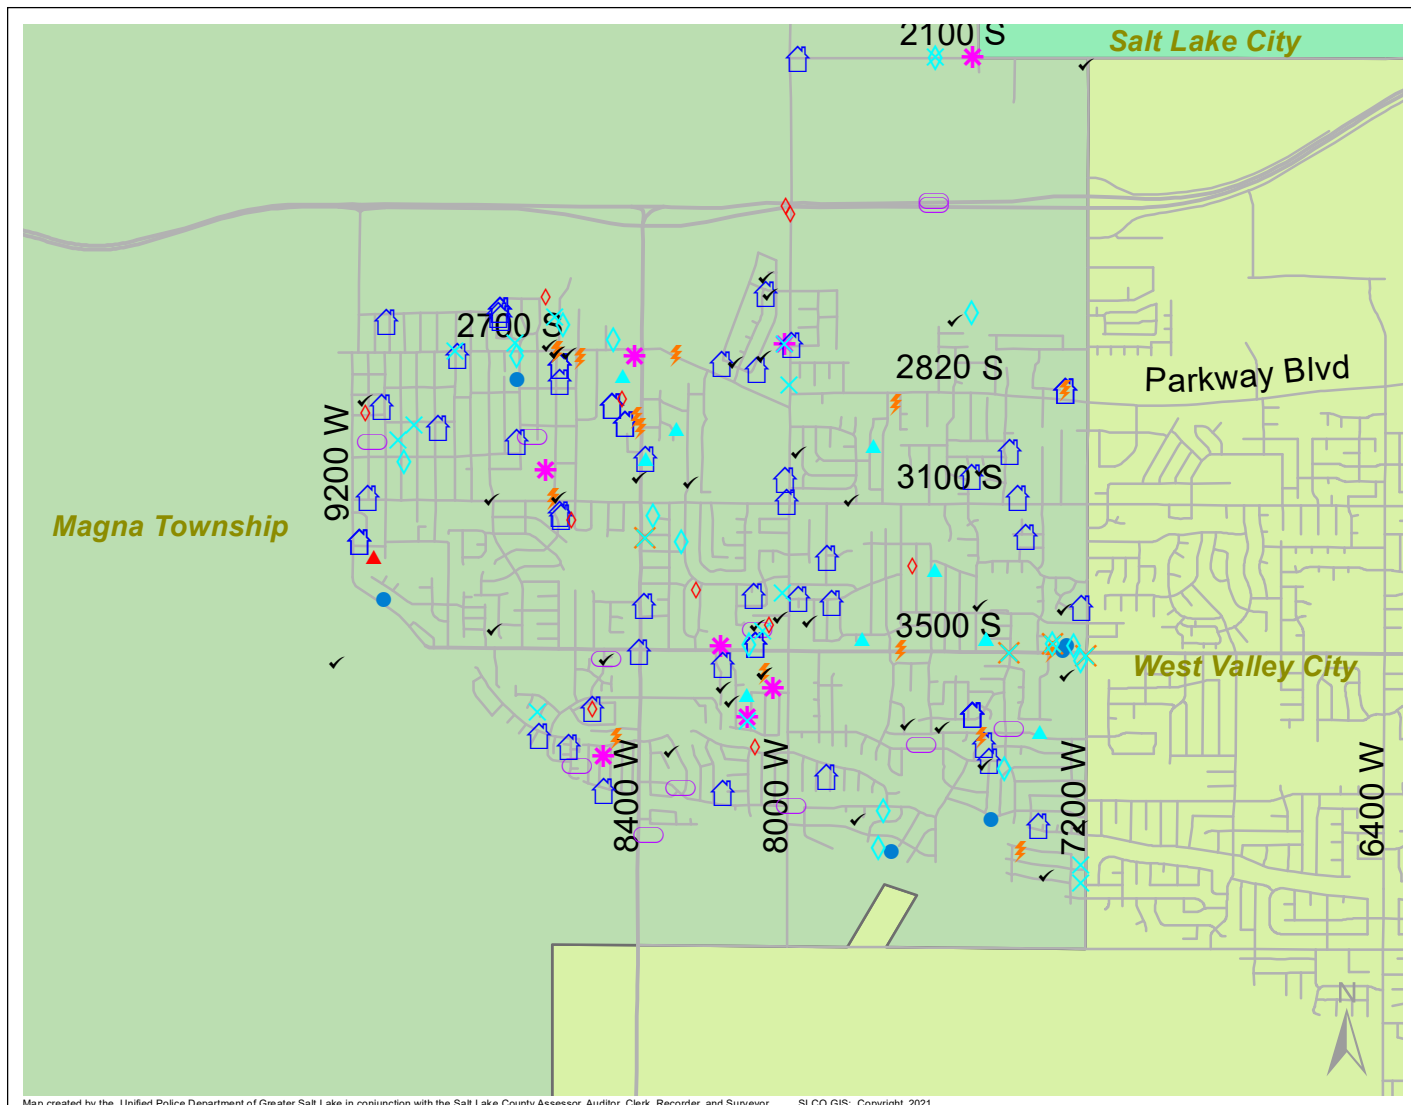 2100 S
Salt Lake City
2700 S
2820 S
Parkway Blvd
9200 W
3100 S
Magna Township
3500 S
West Valley City
8400 W
8000 W
7200 W
6400 W
N
Map created by the Unified Police Department of Greater Salt Lake in conjunction with the Salt Lake County Assessor, Auditor, Clerk, Recorder, and Surveyor. SLCO GIS: Copyright, 2021